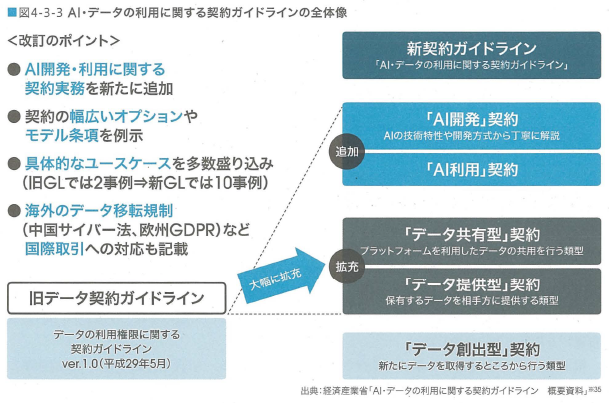 ■図4-3-3 AI・データの利用に関する契約ガイドラインの全体像
<改訂のポイント>
● AI開発・利用に関する
契約実務を新たに追加
● 契約の幅広いオプションや
モデル条項を例示
● 具体的なユースケースを多数盛り込み
(旧GLでは2事例⇒新GLでは10事例)
● 海外のデータ移転規制
(中国サイバー法、欧州GDPR)など
国際取引への対応も記載
旧データ契約ガイドライン
データの利用権限に関する
契約ガイドライン
ver.1.0(平成29年5月)
大幅に拡充
新契約ガイドライン
「AI・データの利用に関する契約ガイドライン」
追加
「AI開発」契約
AIの技術特性や開発方式から丁寧に解説
「AI利用」契約
拡充
「データ共有型」契約
プラットフォームを利用したデータの共用を行う類型
「データ提供型」契約
保有するデータを相手方に提供する類型
「データ創出型」契約
新たにデータを取得するところから行う類型
出典:経済産業省「AI・データの利用に関する契約ガイドライン 概要資料」※35